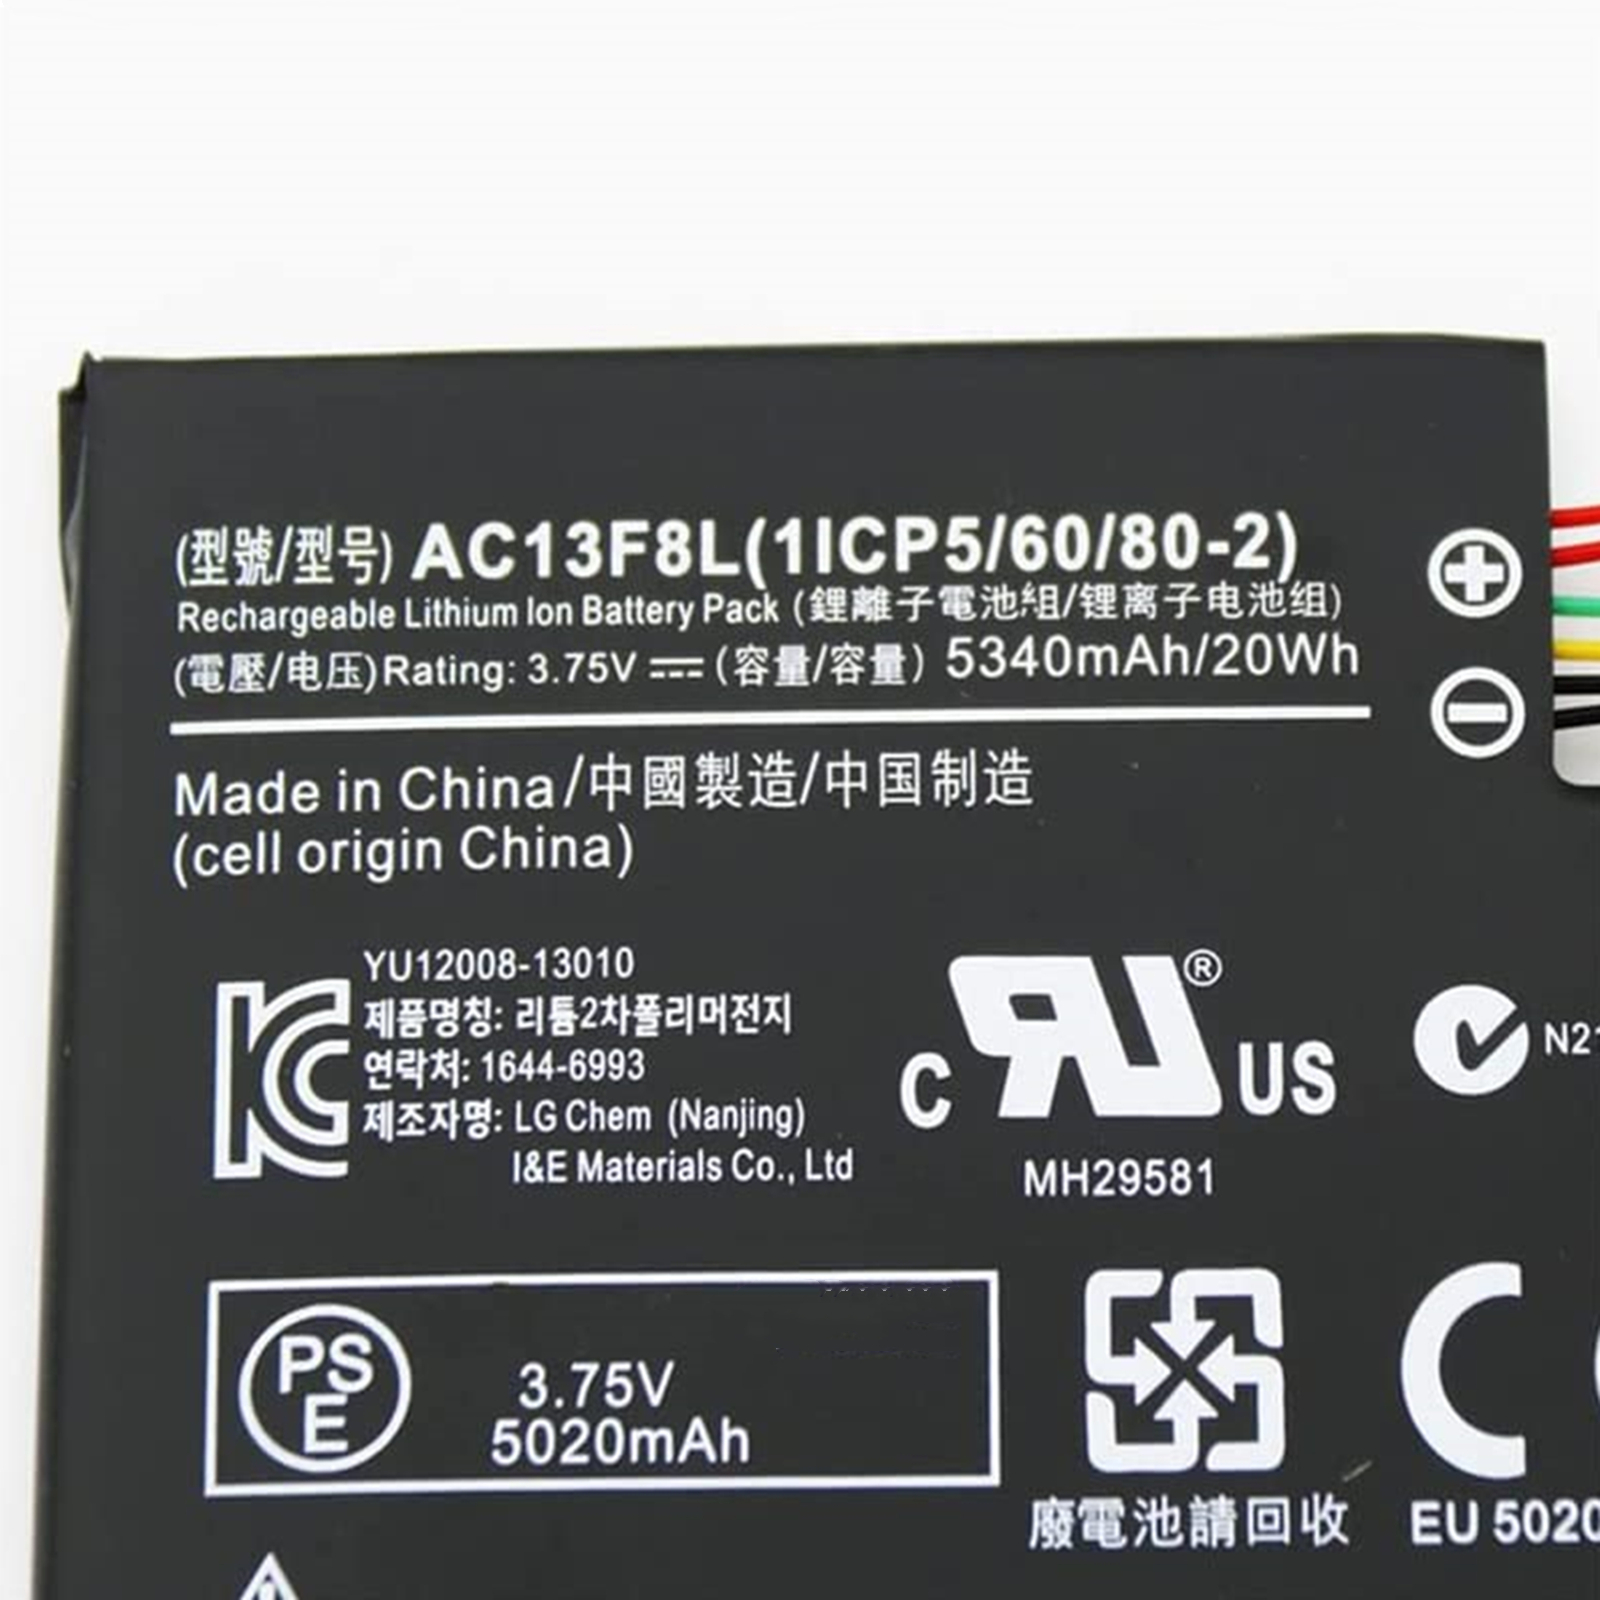 (型號/型号) AC13F8L(1ICP5/60/80-2)
Rechargeable Lithium Ion Battery Pack (鋰離子電池組/锂离子电池组)
(電壓/电压)Rating: 3.75V ⎓ (容量/容量) 5340mAh/20Wh
Made in China/中國製造/中国制造
(cell origin China)
YU12008-13010
제품명칭: 리튬2차폴리머전지
연락처: 1644-6993
제조자명: LG Chem (Nanjing)
I&E Materials Co., Ltd
C RU® US
MH29581
N21
PS
E
3.75V
5020mAh
廢電池請回收
EU 5020